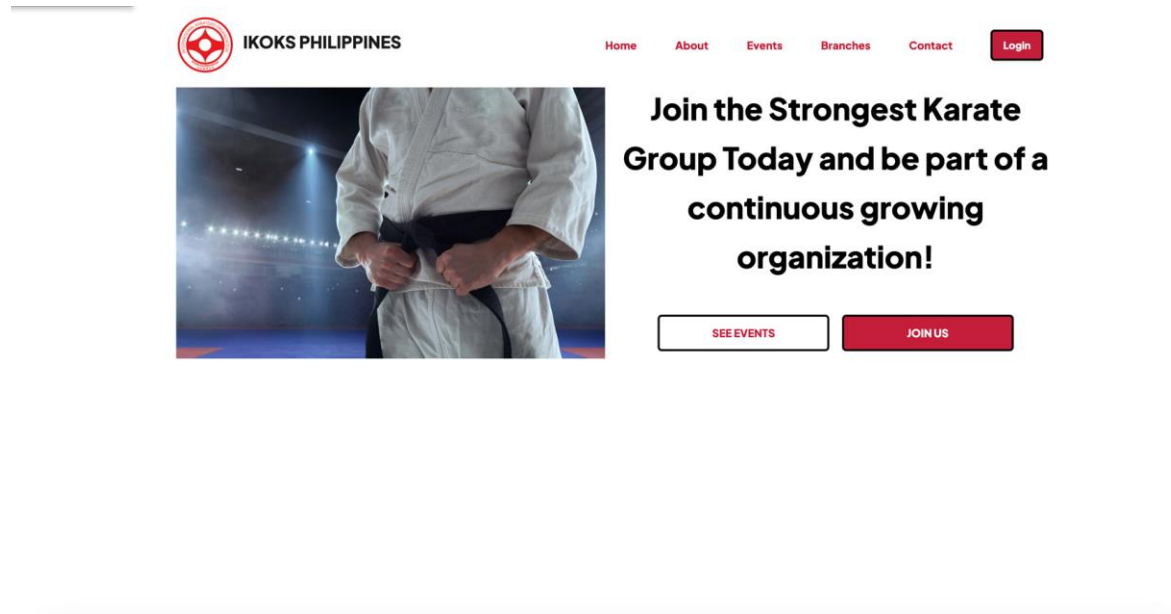 IKOKS PHILIPPINES
Home About Events Branches Contact Login
Join the Strongest Karate
Group Today and be part of a
continuous growing
organization!
SEE EVENTS JOIN US